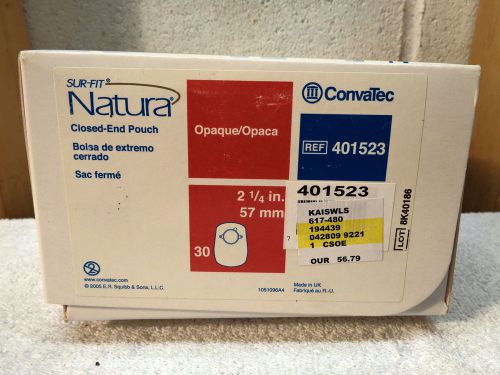 SUR-FIT®
Natura®
Closed-End Pouch
Bolsa de extremo
cerrado
Sac fermé
Opaque/Opaca
ConvaTec
REF 401523
2 1/4 in.
57 mm
30
401523
KAISWLS
617-480
194439
042809 9221
1 CSOE
OUR 56.79
7
LOT 8K40186
www.convatec.com
© 2005 E.R. Squibb & Sons, L.L.C.
1051096A4
Made in UK
Fabriqué au R.-U.